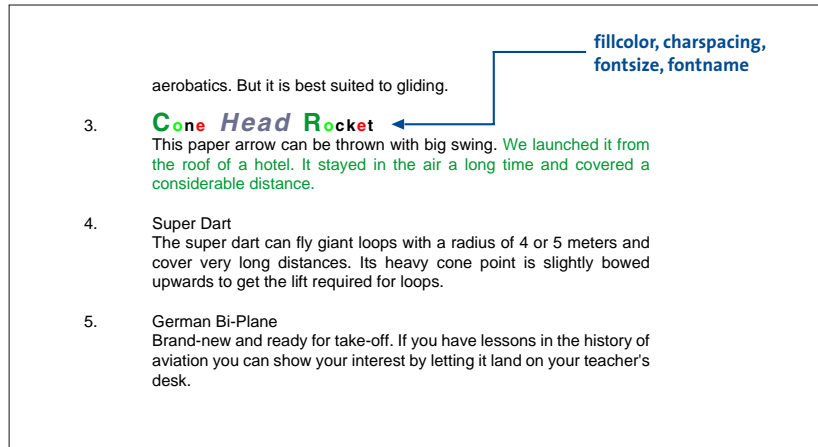 fillcolor, charspacing,
fontsize, fontname
aerobatics. But it is best suited to gliding.
3. Cone Head Rocket
This paper arrow can be thrown with big swing. We launched it from
the roof of a hotel. It stayed in the air a long time and covered a
considerable distance.
4. Super Dart
The super dart can fly giant loops with a radius of 4 or 5 meters and
cover very long distances. Its heavy cone point is slightly bowed
upwards to get the lift required for loops.
5. German Bi-Plane
Brand-new and ready for take-off. If you have lessons in the history of
aviation you can show your interest by letting it land on your teacher's
desk.